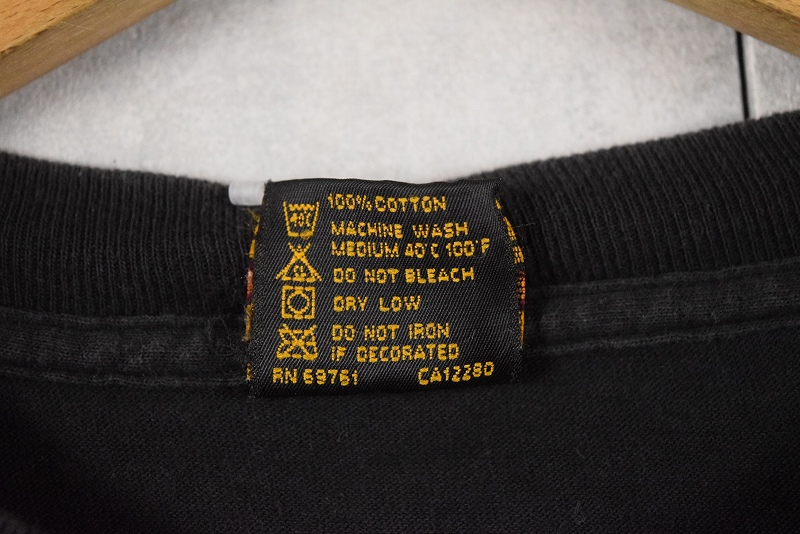 100% COTTON
40C
MACHINE WASH
MEDIUM 40°C 100°F
DO NOT BLEACH
DRY LOW
DO NOT IRON
IF DECORATED
RN 69761 CA12280